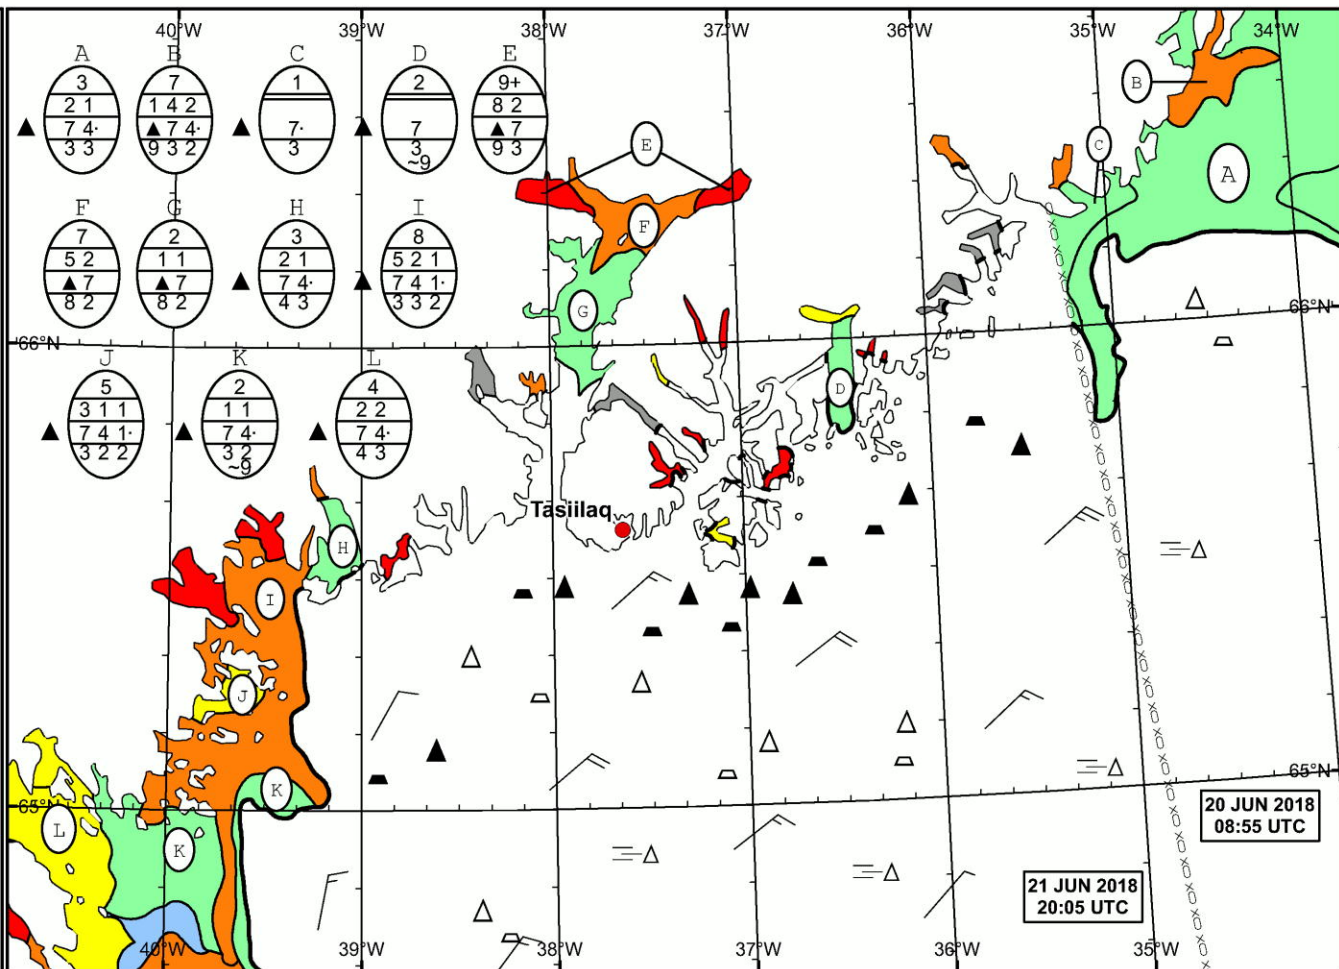 40°W 39°W 38°W 37°W 36°W 35°W 34°W
A B C D E
3 7 1 2 9+
2 1 1 4 2 8 2
7 4· ▲ 7 4· 7· 7 ▲ 7
3 3 9 3 2 3 3 9 3
~9
B
C
E
A
F G H I
7 2 3 8
5 2 1 1 2 1 5 2 1
▲ 7 ▲ 7 7 4· 7 4 1·
8 2 8 2 4 3 3 3 2
F
G
66°N
66°N
J K L
5 2 4
3 1 1 1 1 2 2
7 4 1· 7 4· 7 4·
3 2 2 3 2 4 3
~9
D
Tasiilaq
H
I
J
K
65°N
65°N
L
K
20 JUN 2018
08:55 UTC
21 JUN 2018
20:05 UTC
40°W 39°W 38°W 37°W 36°W 35°W